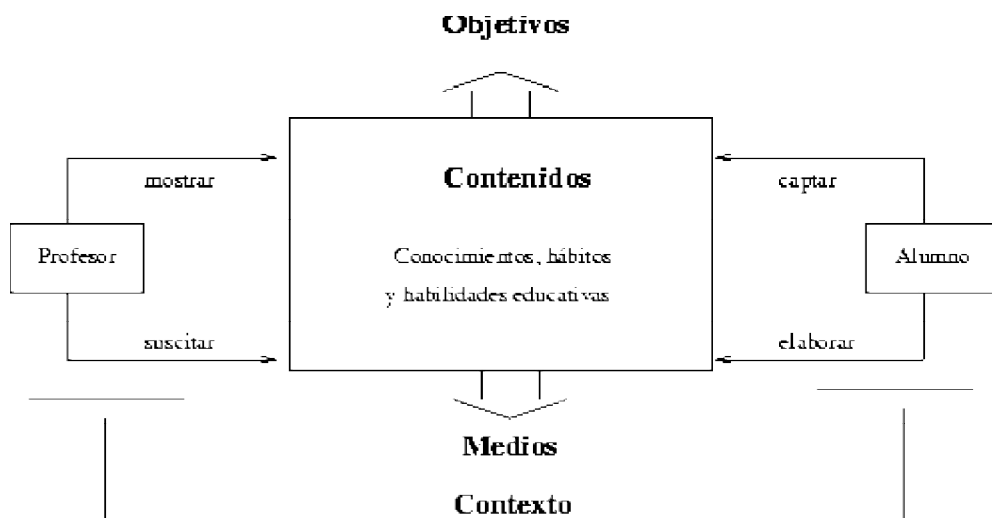 Objetivos
Contenidos
mostrar
captar
Profesor
Conocimientos, hábitos
y habilidades educativas
Alumno
suscitar
elaborar
Medios
Contexto